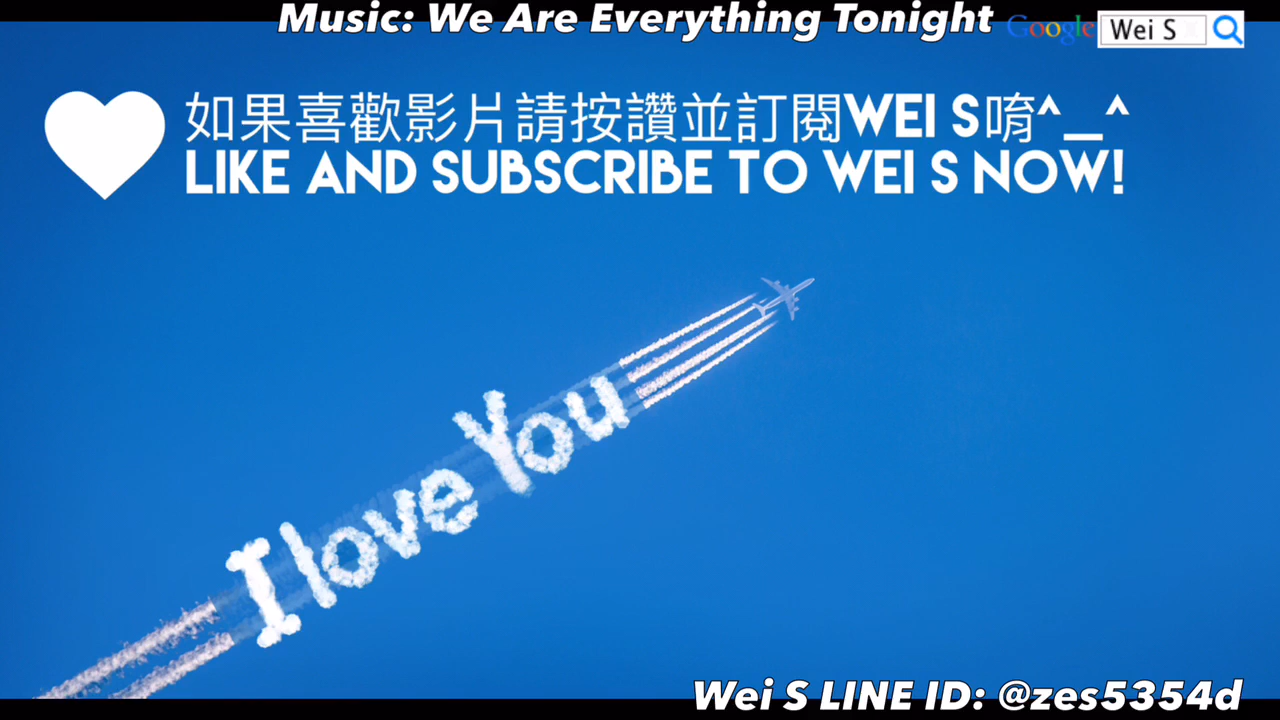 Music: We Are Everything Tonight
Google Wei S
如果喜歡影片請按讚並訂閱WEI S唷^_^
LIKE AND SUBSCRIBE TO WEI S NOW!
I love You
Wei S LINE ID: @zes5354d